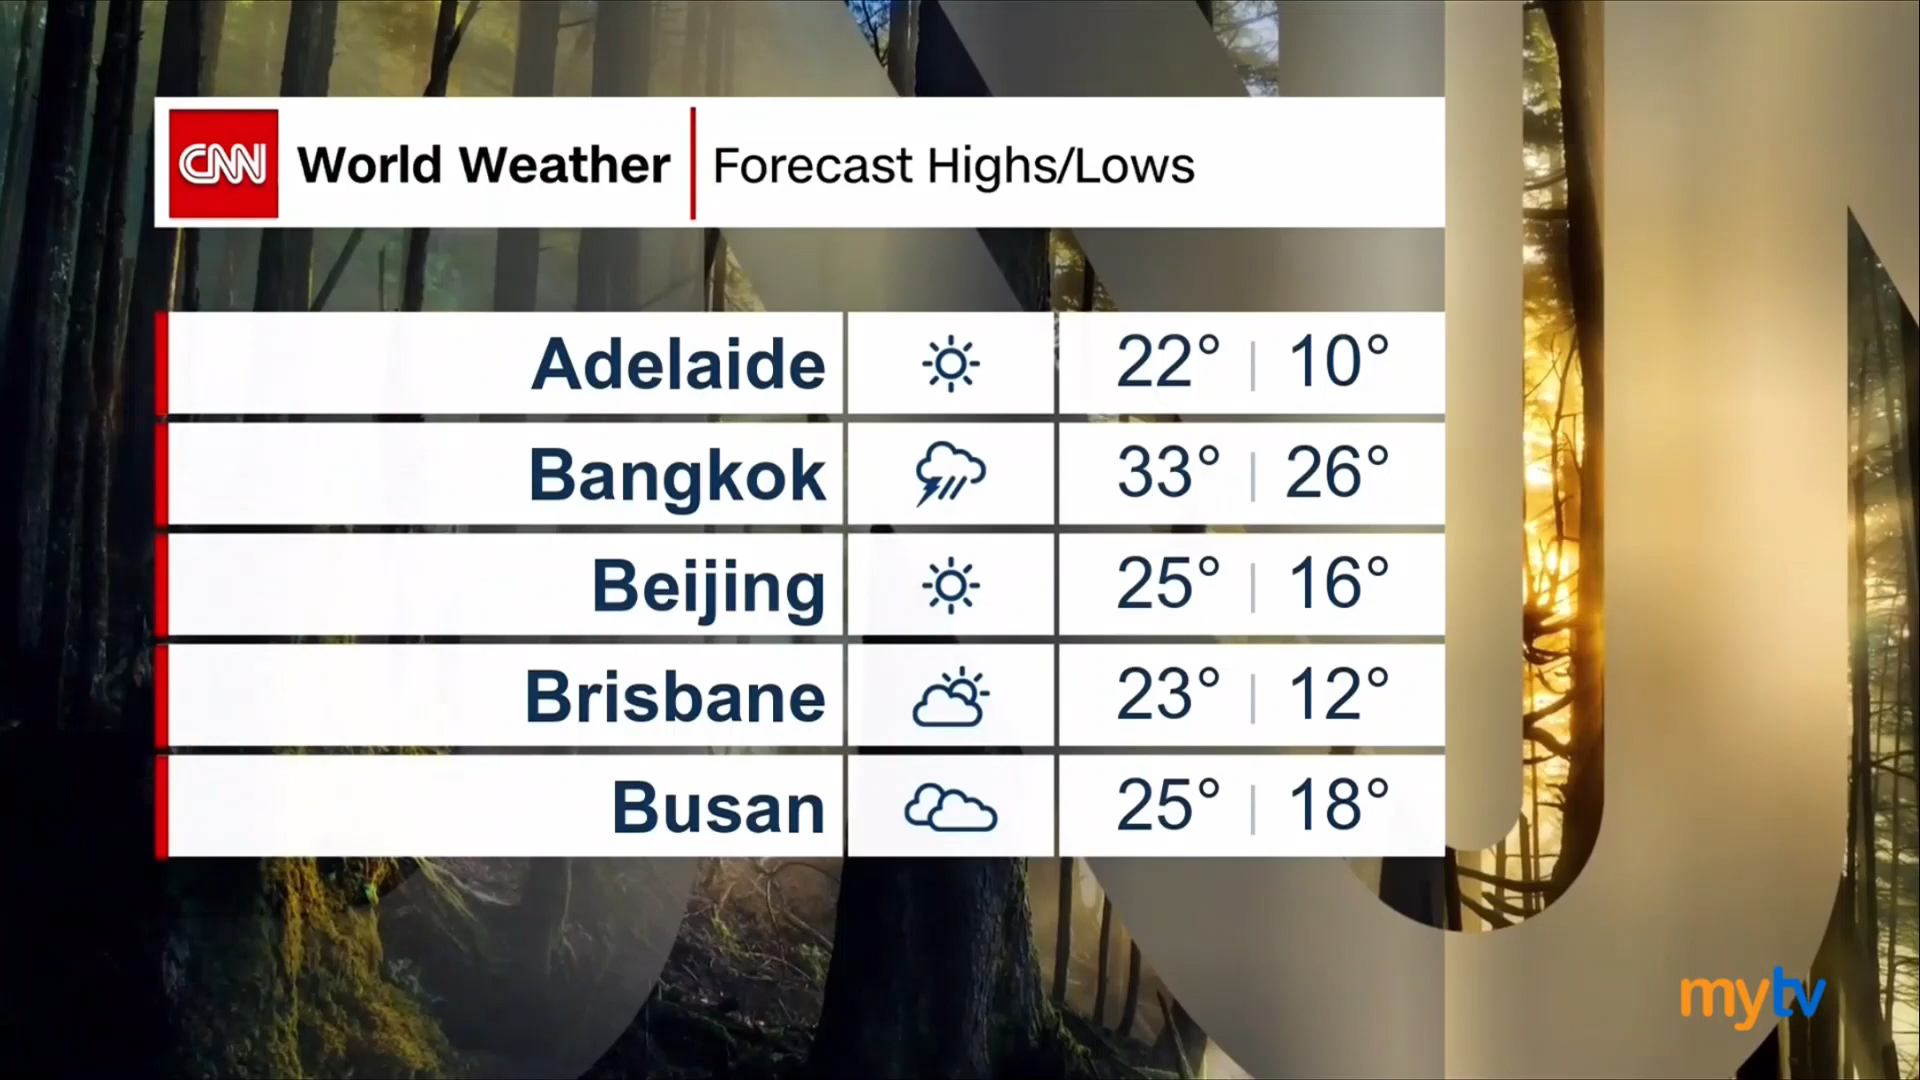 CNN World Weather | Forecast Highs/Lows
Adelaide 22° | 10°
Bangkok 33° | 26°
Beijing 25° | 16°
Brisbane 23° | 12°
Busan 25° | 18°
mytv